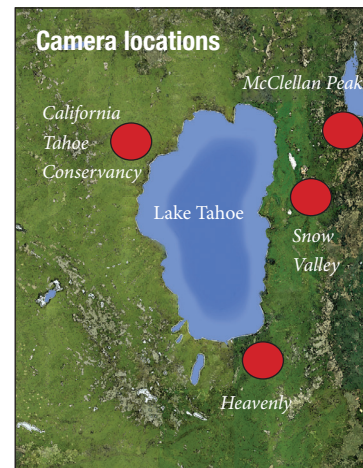 Camera locations
McClellan Peak
California
Tahoe
Conservancy
Lake Tahoe
Snow
Valley
Heavenly